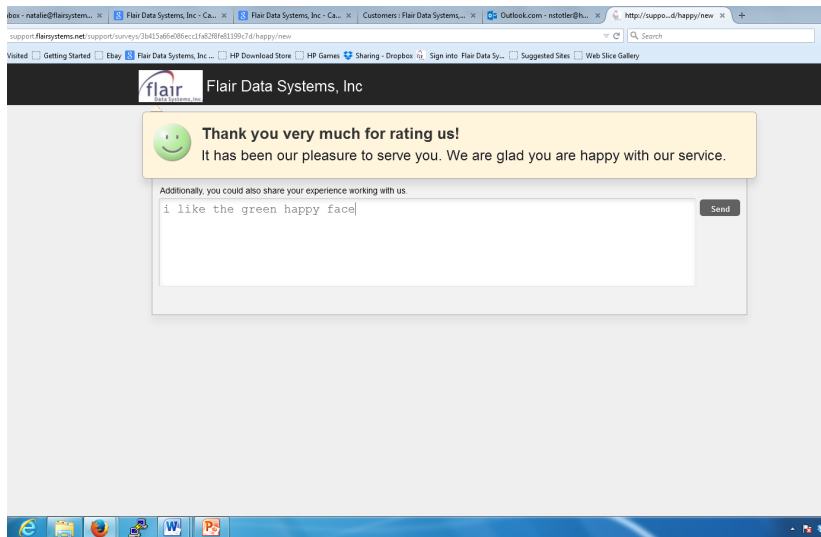 nbox - natalie@flairsystem... × Flair Data Systems, Inc - Ca... × Flair Data Systems, Inc - Ca... × Customers : Flair Data Systems,... × Outlook.com - nstotler@h... × http://suppo...d/happy/new × +
support.flairsystems.net/support/surveys/ /happy/new Search
Visited Getting Started Ebay Flair Data Systems, Inc ... HP Download Store HP Games Sharing - Dropbox Sign into Flair Data Sy... Suggested Sites Web Slice Gallery
flair Data Systems, Inc Flair Data Systems, Inc
Thank you very much for rating us!
It has been our pleasure to serve you. We are glad you are happy with our service.
Additionally, you could also share your experience working with us.
i like the green happy face
Send